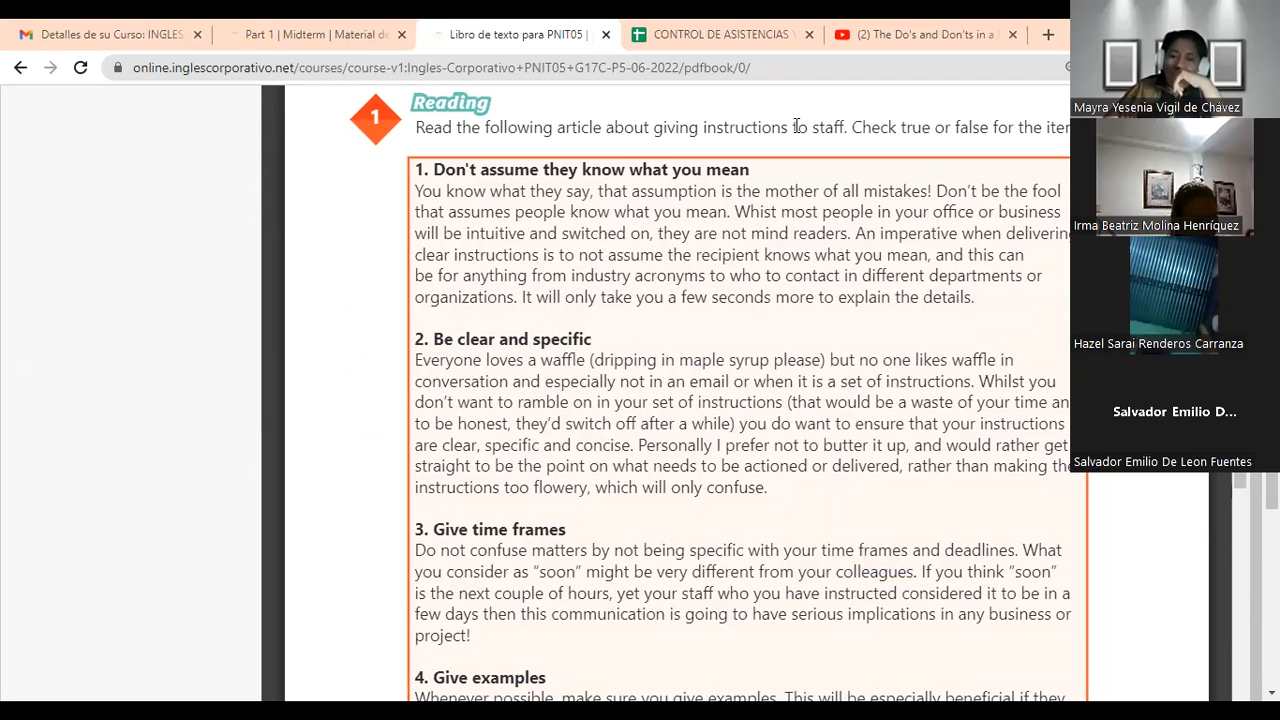 Detalles de su Curso: INGLES
Part 1 | Midterm | Material de
Libro de texto para PNIT05 |
CONTROL DE ASISTENCIAS Y
(2) The Do's and Don'ts in a
online.inglescorporativo.net/courses/course-v1:Ingles-Corporativo+PNIT05+G17C-P5-06-2022/pdfbook/0/
1
Reading
Read the following article about giving instructions to staff. Check true or false for the iter
1. Don't assume they know what you mean
You know what they say, that assumption is the mother of all mistakes! Don't be the fool
that assumes people know what you mean. Whist most people in your office or business
will be intuitive and switched on, they are not mind readers. An imperative when delivering
clear instructions is to not assume the recipient knows what you mean, and this can
be for anything from industry acronyms to who to contact in different departments or
organizations. It will only take you a few seconds more to explain the details.
2. Be clear and specific
Everyone loves a waffle (dripping in maple syrup please) but no one likes waffle in
conversation and especially not in an email or when it is a set of instructions. Whilst you
don't want to ramble on in your set of instructions (that would be a waste of your time an
to be honest, they'd switch off after a while) you do want to ensure that your instructions
are clear, specific and concise. Personally I prefer not to butter it up, and would rather get
straight to be the point on what needs to be actioned or delivered, rather than making the
instructions too flowery, which will only confuse.
3. Give time frames
Do not confuse matters by not being specific with your time frames and deadlines. What
you consider as "soon" might be very different from your colleagues. If you think "soon"
is the next couple of hours, yet your staff who you have instructed considered it to be in a
few days then this communication is going to have serious implications in any business or
project!
4. Give examples
Whenever possible, make sure you give examples. This will be especially beneficial if they
Mayra Yesenia Vigil de Chávez
Irma Beatriz Molina Henríquez
Hazel Sarai Renderos Carranza
Salvador Emilio D...
Salvador Emilio De Leon Fuentes